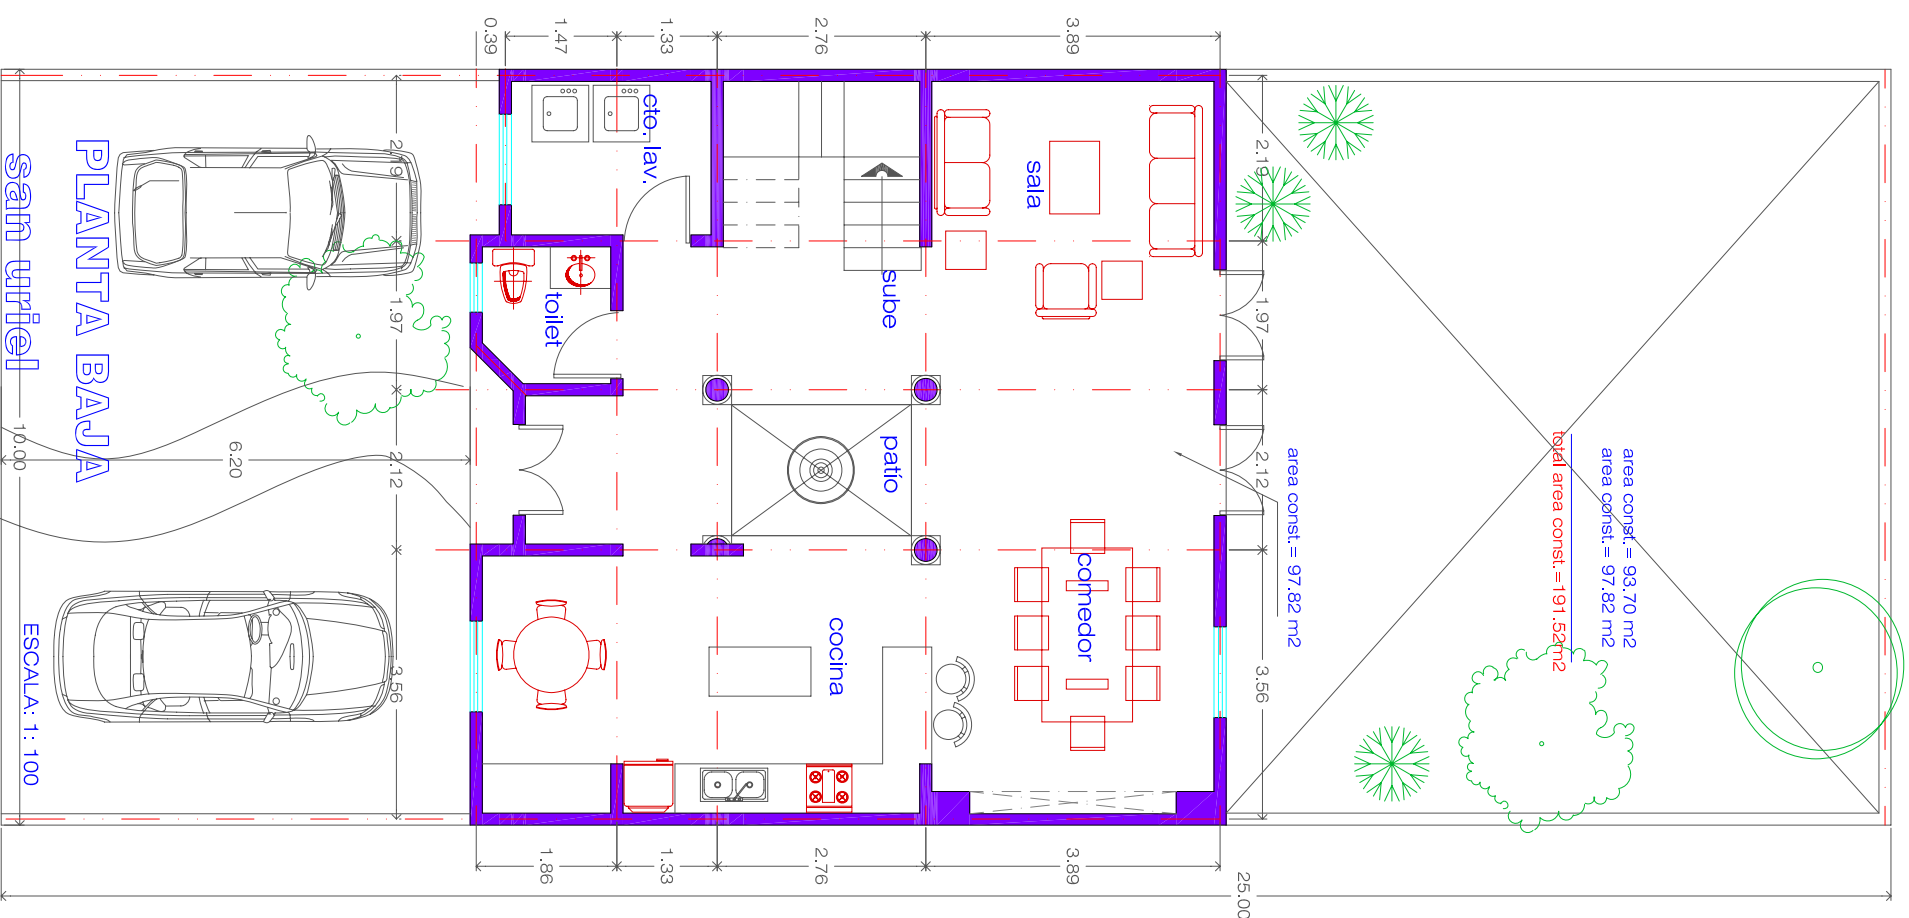 0.39
1.47
1.33
2.76
3.89
cto. lav.
sala
2.19
2.19
sube
toilet
1.97
1.97
patío
PLANTA BAJA
san uriel
10.00
6.20
2.12
2.12
area const.= 97.82 m2
area const.= 93.70 m2
area const.= 97.82 m2
total area const.=191.52m2
comedor
cocina
3.56
3.56
ESCALA: 1: 100
1.86
1.33
2.76
3.89
25.00